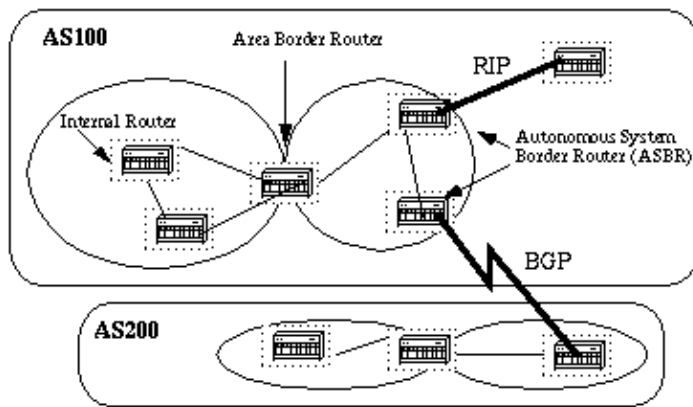 AS100
Area Border Router
RIP
Internal Router
Autonomous System
Border Router (ASBR)
BGP
AS200